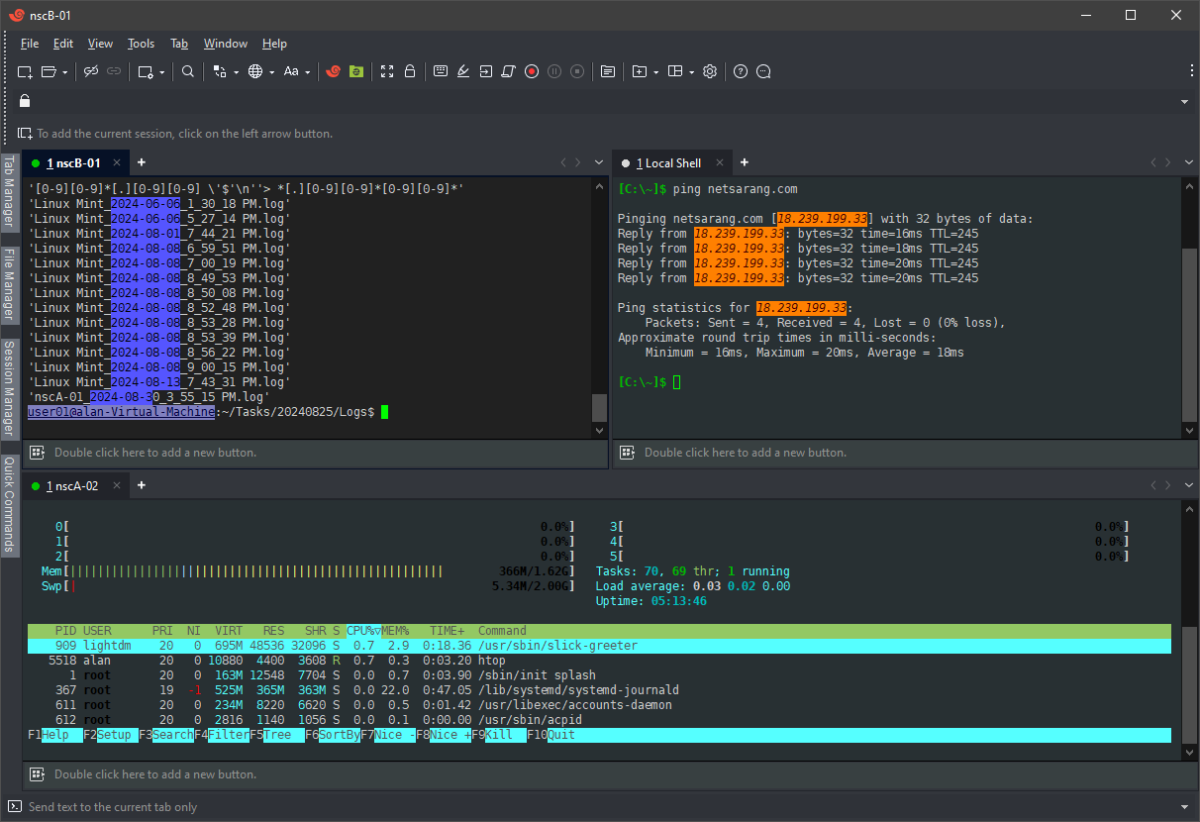 nscB-01
File Edit View Tools Tab Window Help
Aa
To add the current session, click on the left arrow button.
Tab Manager
File Manager
Session Manager
Quick Commands
1 nscB-01
'[0-9][0-9]*[.][0-9][0-9] \'$'\n''> *[.][0-9][0-9]*[0-9][0-9]*'
'Linux Mint_2024-06-06_1_30_18 PM.log'
'Linux Mint_2024-06-06_5_27_14 PM.log'
'Linux Mint_2024-08-01_7_44_21 PM.log'
'Linux Mint_2024-08-08_6_59_51 PM.log'
'Linux Mint_2024-08-08_7_00_19 PM.log'
'Linux Mint_2024-08-08_8_49_53 PM.log'
'Linux Mint_2024-08-08_8_50_08 PM.log'
'Linux Mint_2024-08-08_8_52_48 PM.log'
'Linux Mint_2024-08-08_8_53_28 PM.log'
'Linux Mint_2024-08-08_8_53_39 PM.log'
'Linux Mint_2024-08-08_8_56_22 PM.log'
'Linux Mint_2024-08-08_9_00_15 PM.log'
'Linux Mint_2024-08-13_7_43_31 PM.log'
'nscA-01_2024-08-30_3_55_15 PM.log'
user01@alan-Virtual-Machine:~/Tasks/20240825/Logs$
Double click here to add a new button.
1 Local Shell
[C:\~]$ ping netsarang.com
Pinging netsarang.com [18.239.199.33] with 32 bytes of data:
Reply from 18.239.199.33: bytes=32 time=16ms TTL=245
Reply from 18.239.199.33: bytes=32 time=18ms TTL=245
Reply from 18.239.199.33: bytes=32 time=20ms TTL=245
Reply from 18.239.199.33: bytes=32 time=20ms TTL=245
Ping statistics for 18.239.199.33:
Packets: Sent = 4, Received = 4, Lost = 0 (0% loss),
Approximate round trip times in milli-seconds:
Minimum = 16ms, Maximum = 20ms, Average = 18ms
[C:\~]$
Double click here to add a new button.
1 nscA-02
0[ 0.0%] 3[ 0.0%]
1[ 0.0%] 4[ 0.0%]
2[ 0.0%] 5[ 0.0%]
Mem[||||||||||||||||||||||||||||||||||||||||||||||||||||||366M/1.62G] Tasks: 70, 69 thr; 1 running
Swp[| 5.34M/2.00G] Load average: 0.03 0.02 0.00
Uptime: 05:13:46
PID USER PRI NI VIRT RES SHR S CPU%▽MEM% TIME+ Command
909 lightdm 20 0 695M 48536 32096 S 0.7 2.9 0:18.36 /usr/sbin/slick-greeter
5518 alan 20 0 10880 4400 3608 R 0.7 0.3 0:03.20 htop
1 root 20 0 163M 12548 7704 S 0.0 0.7 0:03.90 /sbin/init splash
367 root 19 -1 525M 365M 363M S 0.0 22.0 0:47.05 /lib/systemd/systemd-journald
611 root 20 0 234M 8220 6620 S 0.0 0.5 0:01.42 /usr/libexec/accounts-daemon
612 root 20 0 2816 1140 1056 S 0.0 0.1 0:00.00 /usr/sbin/acpid
F1Help F2Setup F3SearchF4FilterF5Tree F6SortByF7Nice -F8Nice +F9Kill F10Quit
Double click here to add a new button.
Send text to the current tab only